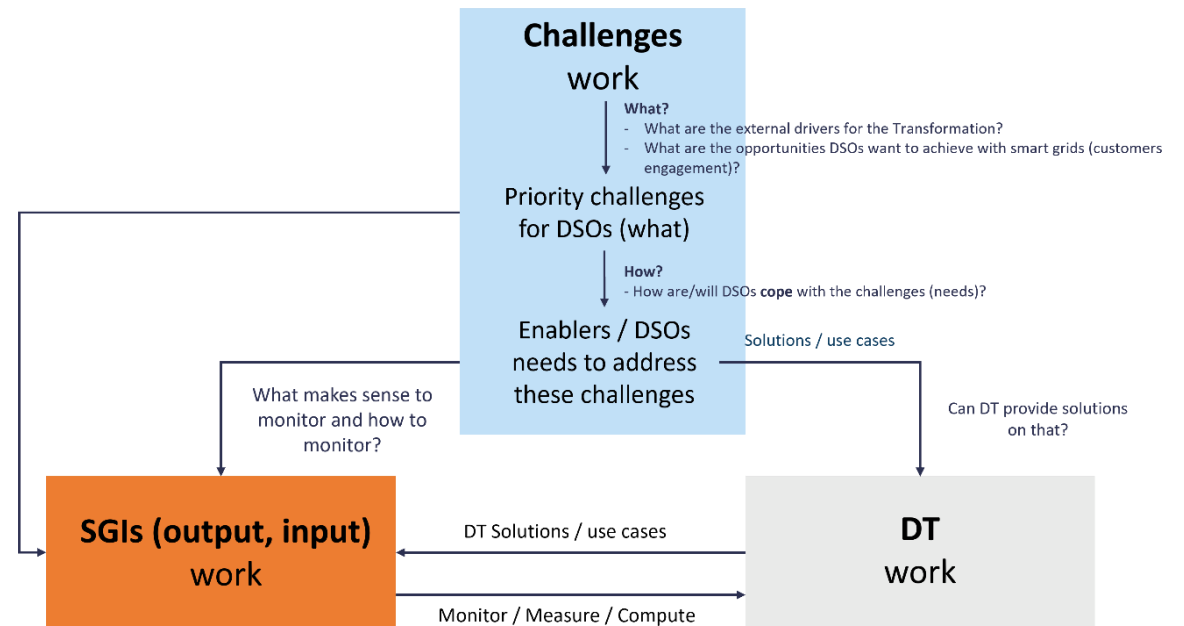 Challenges
work
What?
- What are the external drivers for the Transformation?
- What are the opportunities DSOs want to achieve with smart grids (customers
engagement)?
Priority challenges
for DSOs (what)
How?
- How are/will DSOs cope with the challenges (needs)?
Enablers / DSOs
needs to address
these challenges
Solutions / use cases
What makes sense to
monitor and how to
monitor?
Can DT provide solutions
on that?
SGIs (output, input)
work
DT Solutions / use cases
Monitor / Measure / Compute
DT
work